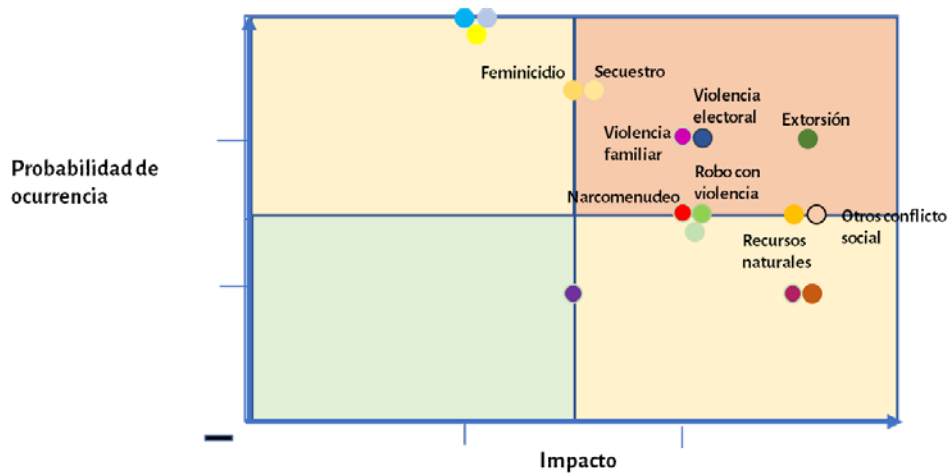 Feminicidio
Secuestro
Violencia
electoral
Extorsión
Violencia
familiar
Probabilidad de
ocurrencia
Robo con
violencia
Narcomenudeo
Otros conflicto
social
Recursos
naturales
Impacto